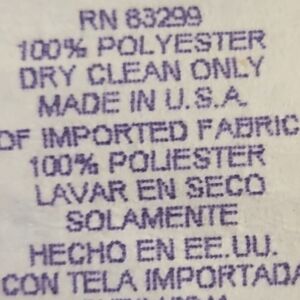 RN 83299
100% POLYESTER
DRY CLEAN ONLY
MADE IN U.S.A.
OF IMPORTED FABRIC
100% POLIESTER
LAVAR EN SECO
SOLAMENTE
HECHO EN EE.UU.
CON TELA IMPORTADA